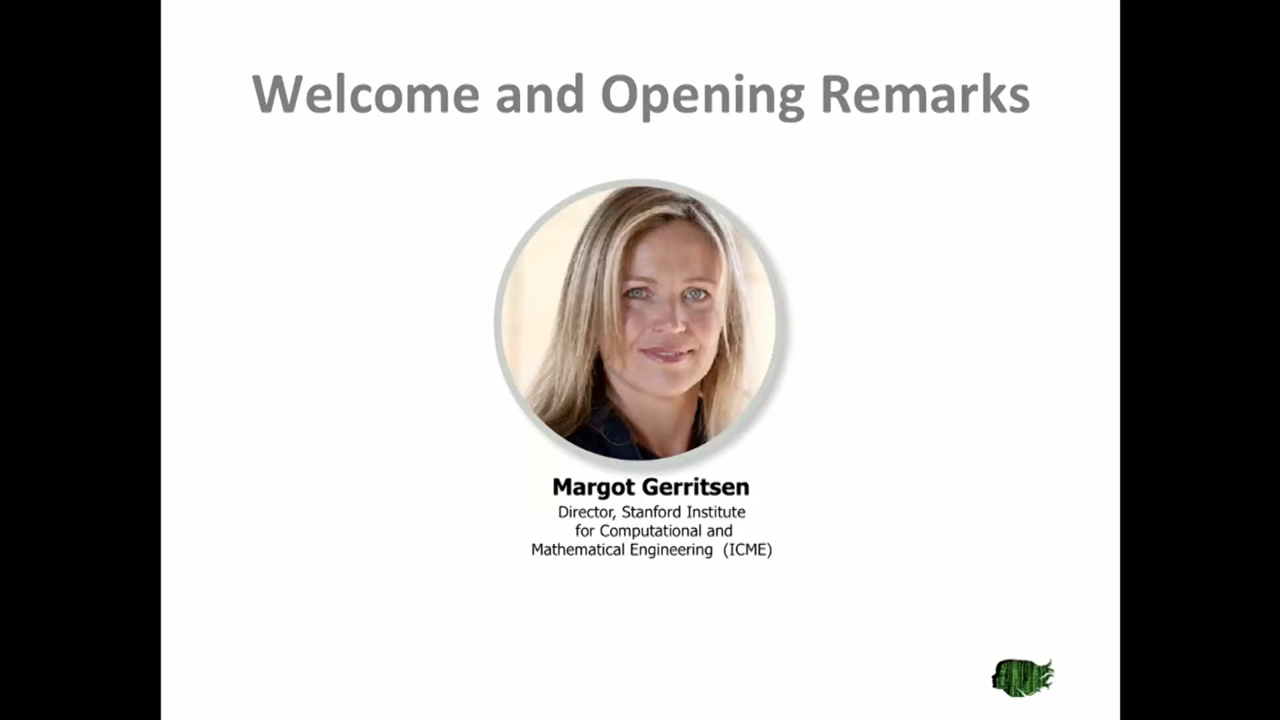 Welcome and Opening Remarks
Margot Gerritsen
Director, Stanford Institute
for Computational and
Mathematical Engineering (ICME)